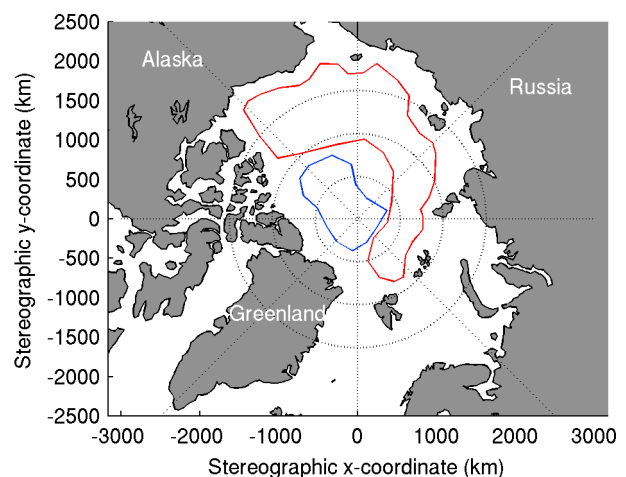 2500
2000
1500
1000
500
0
-500
-1000
-1500
-2000
-2500
Stereographic y-coordinate (km)
Alaska
Russia
Greenland
-3000 -2000 -1000 0 1000 2000 3000
Stereographic x-coordinate (km)